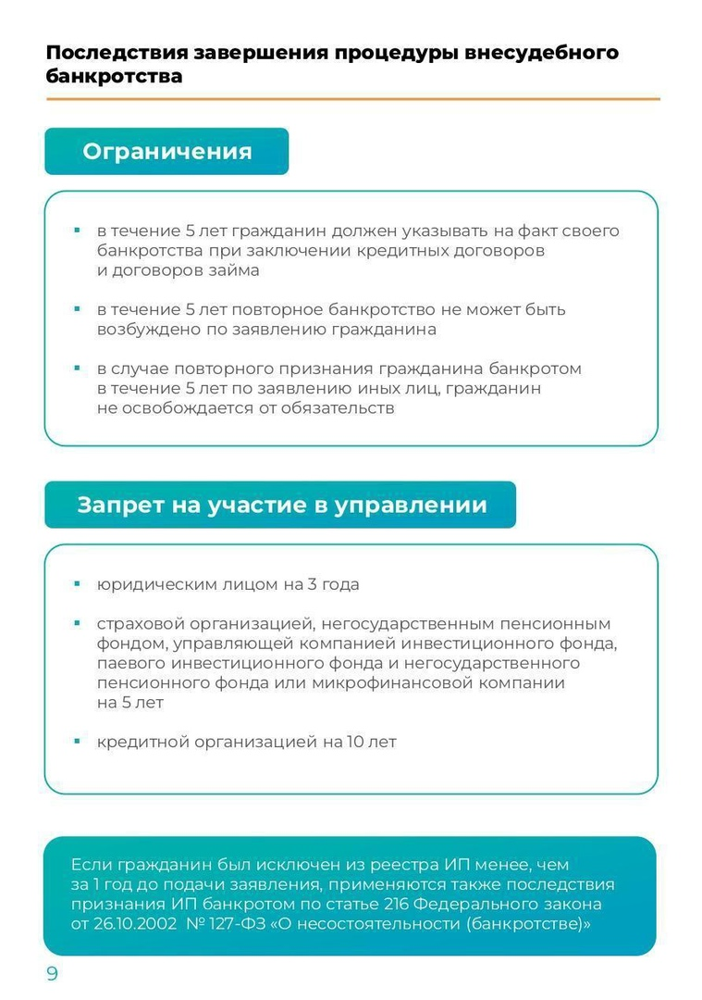 Последствия завершения процедуры внесудебного
банкротства
Ограничения
▪ в течение 5 лет гражданин должен указывать на факт своего
банкротства при заключении кредитных договоров
и договоров займа
▪ в течение 5 лет повторное банкротство не может быть
возбуждено по заявлению гражданина
▪ в случае повторного признания гражданина банкротом
в течение 5 лет по заявлению иных лиц, гражданин
не освобождается от обязательств
Запрет на участие в управлении
▪ юридическим лицом на 3 года
▪ страховой организацией, негосударственным пенсионным
фондом, управляющей компанией инвестиционного фонда,
паевого инвестиционного фонда и негосударственного
пенсионного фонда или микрофинансовой компании
на 5 лет
▪ кредитной организацией на 10 лет
Если гражданин был исключен из реестра ИП менее, чем
за 1 год до подачи заявления, применяются также последствия
признания ИП банкротом по статье 216 Федерального закона
от 26.10.2002 № 127-ФЗ «О несостоятельности (банкротстве)»
9